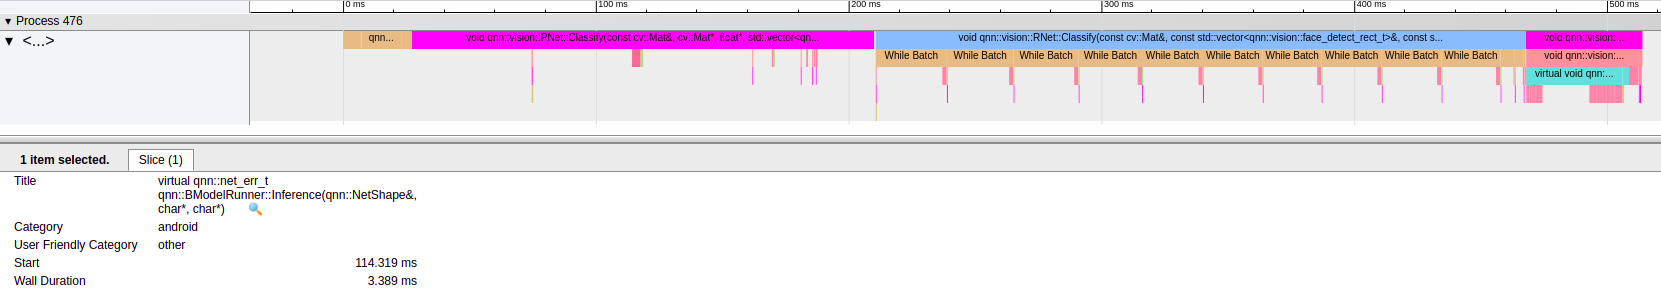 0 ms 100 ms 200 ms 300 ms 400 ms 500 ms
▼ Process 476
▼ <...> qnn... void qnn::vision::PNet::Classify(const cv::Mat&, cv::Mat*, float*, std::vector<qn... void qnn::vision::RNet::Classify(const cv::Mat&, const std::vector<qnn::vision::face_detect_rect_t>&, const s... void qnn::vision:...
While Batch While Batch While Batch While Batch While Batch While Batch While Batch While Batch While Batch While Batch void qnn::vision:...
virtual void qnn:...
1 item selected. Slice (1)
Title virtual qnn::net_err_t
qnn::BModelRunner::Inference(qnn::NetShape&,
char*, char*)
Category android
User Friendly Category other
Start 114.319 ms
Wall Duration 3.389 ms